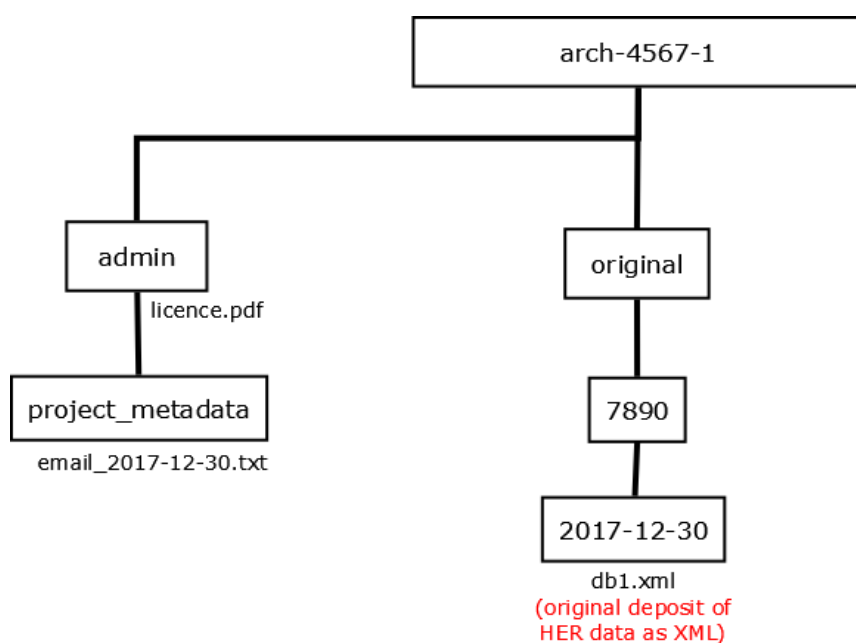 arch-4567-1
admin
original
licence.pdf
project_metadata
7890
email_2017-12-30.txt
2017-12-30
db1.xml
(original deposit of
HER data as XML)